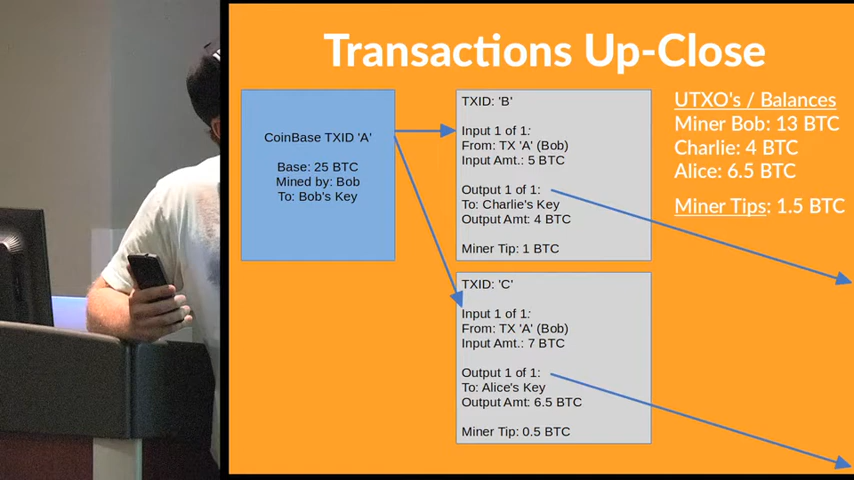 Transactions Up-Close
CoinBase TXID 'A'
Base: 25 BTC
Mined by: Bob
To: Bob's Key
TXID: 'B'
Input 1 of 1:
From: TX 'A' (Bob)
Input Amt.: 5 BTC
Output 1 of 1:
To: Charlie's Key
Output Amt: 4 BTC
Miner Tip: 1 BTC
TXID: 'C'
Input 1 of 1:
From: TX 'A' (Bob)
Input Amt.: 7 BTC
Output 1 of 1:
To: Alice's Key
Output Amt: 6.5 BTC
Miner Tip: 0.5 BTC
UTXO's / Balances
Miner Bob: 13 BTC
Charlie: 4 BTC
Alice: 6.5 BTC
Miner Tips: 1.5 BTC